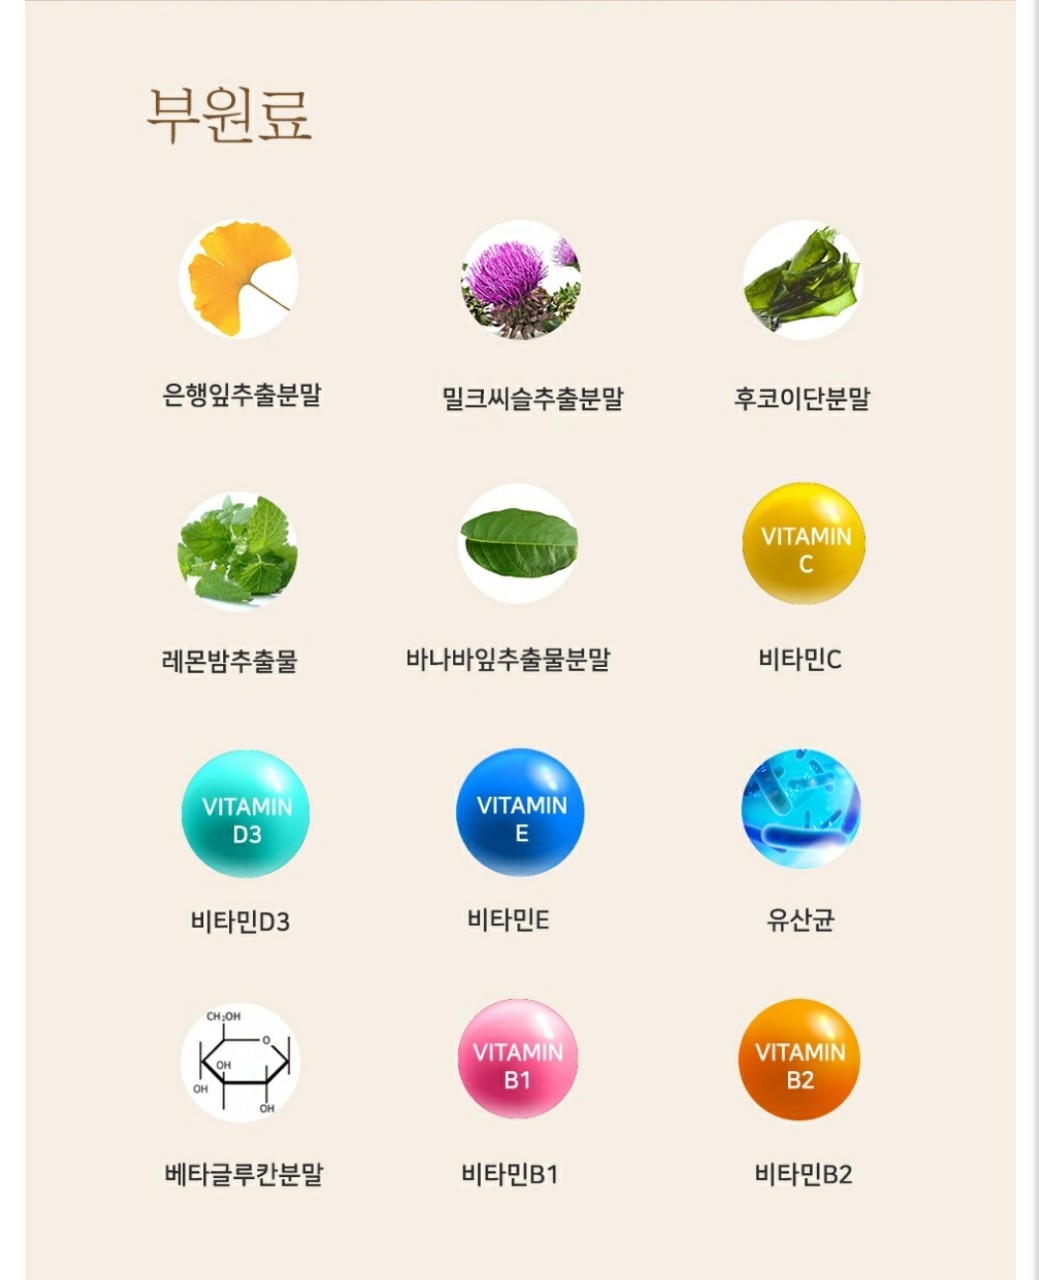 부원료
은행잎추출분말
밀크씨슬추출분말
후코이단분말
VITAMIN
C
레몬밤추출물
바나바잎추출물분말
비타민C
VITAMIN
D3
VITAMIN
E
비타민D3
비타민E
유산균
CH₂OH
O
OH
OH
OH
VITAMIN
B1
VITAMIN
B2
베타글루칸분말
비타민B1
비타민B2